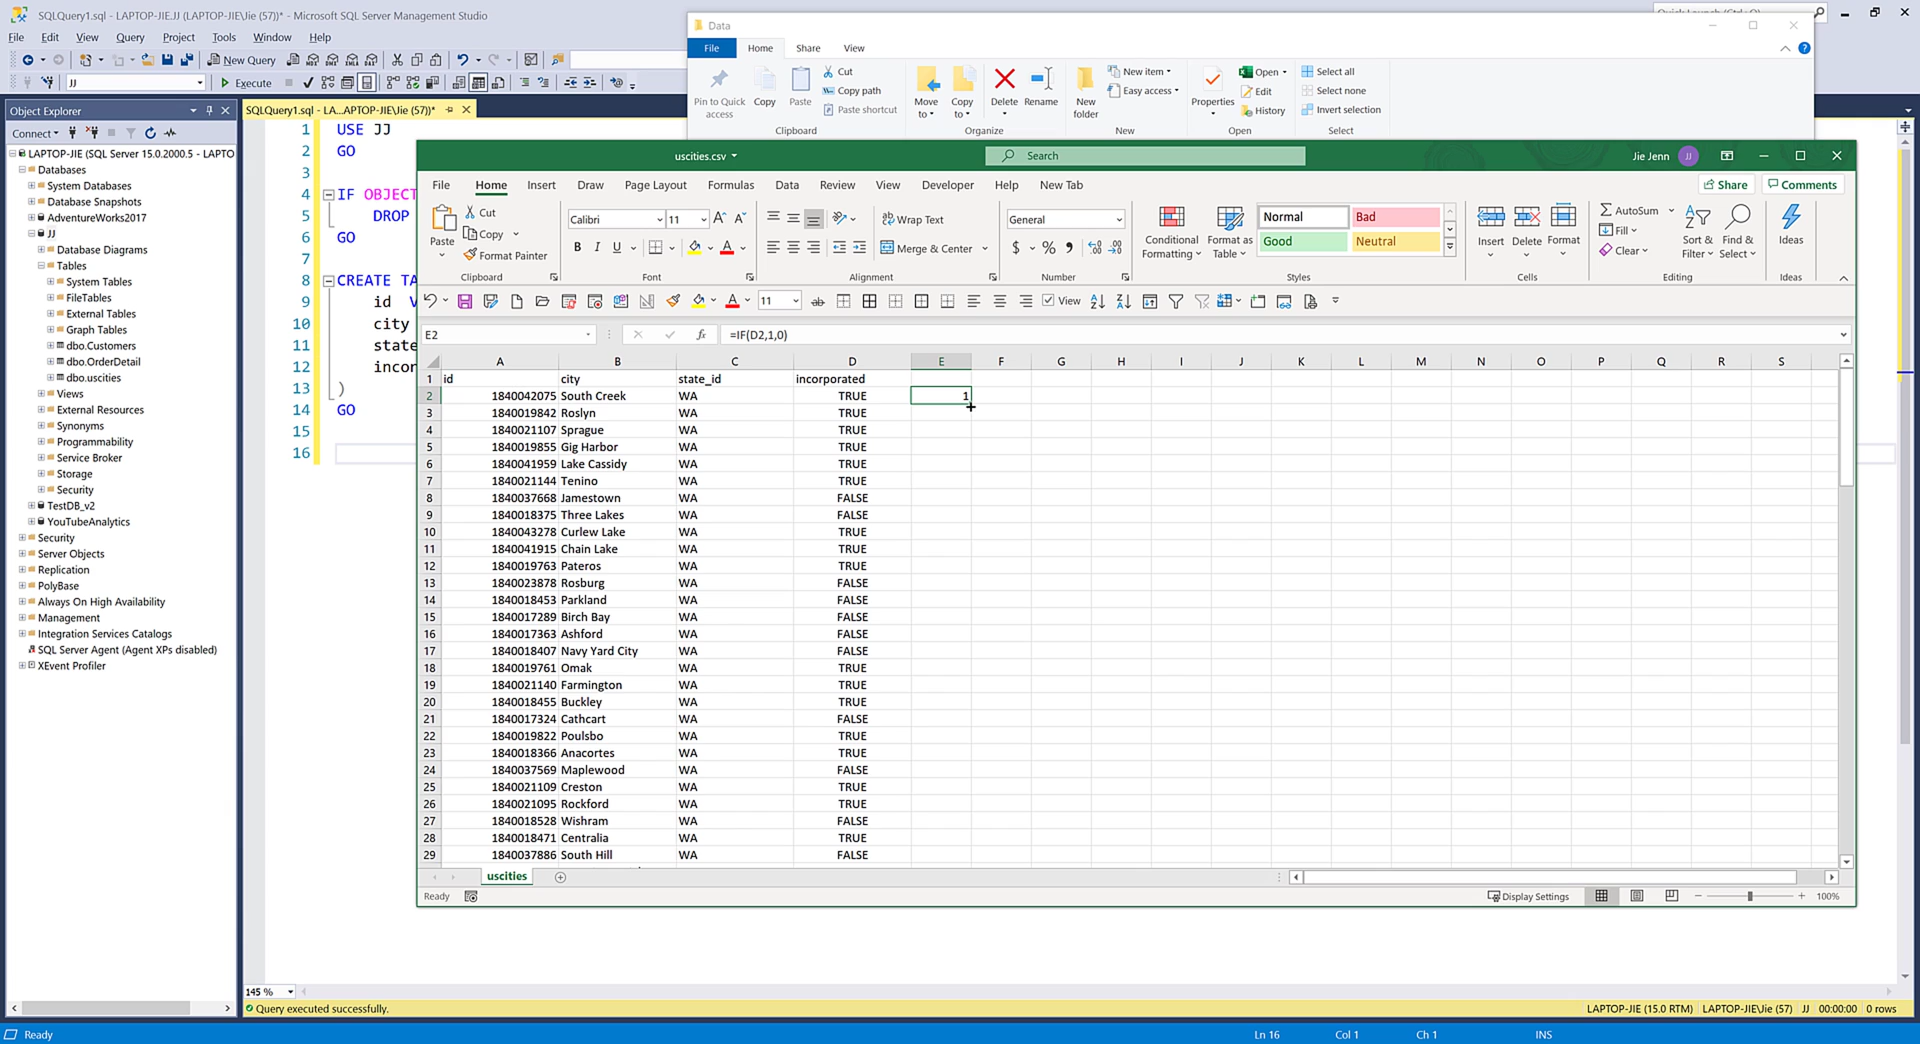 SQLQuery1.sql - LAPTOP-JIE.JJ (LAPTOP-JIE\Jie (57))* - Microsoft SQL Server Management Studio
File Edit View Query Project Tools Window Help
New Query
JJ Execute
Object Explorer
Connect
LAPTOP-JIE (SQL Server 15.0.2000.5 - LAPTO
Databases
System Databases
Database Snapshots
AdventureWorks2017
JJ
Database Diagrams
Tables
System Tables
FileTables
External Tables
Graph Tables
dbo.Customers
dbo.OrderDetail
dbo.uscities
Views
External Resources
Synonyms
Programmability
Service Broker
Storage
Security
TestDB_v2
YouTubeAnalytics
Security
Server Objects
Replication
PolyBase
Always On High Availability
Management
Integration Services Catalogs
SQL Server Agent (Agent XPs disabled)
XEvent Profiler
SQLQuery1.sql - LA...APTOP-JIE\Jie (57))*
1 USE JJ
2 GO
3
4 IF OBJECT
5 DROP
6 GO
7
8 CREATE TA
9 id V
10 city
11 state
12 incor
13 )
14 GO
15
16
Data
File Home Share View
Pin to Quick access
Copy
Paste
Cut
Copy path
Paste shortcut
Clipboard
Move to
Copy to
Delete
Rename
Organize
New folder
New item
Easy access
New
Properties
Open
Edit
History
Open
Select all
Select none
Invert selection
Select
uscities.csv
Search
Jie Jenn JJ
File Home Insert Draw Page Layout Formulas Data Review View Developer Help New Tab
Share Comments
Paste
Cut
Copy
Format Painter
Clipboard
Calibri 11
B I U
Font
Wrap Text
Merge & Center
Alignment
General
$ % ,
Number
Conditional Formatting
Format as Table
Normal Bad
Good Neutral
Styles
Insert Delete Format
Cells
AutoSum
Fill
Clear
Sort & Filter
Find & Select
Editing
Ideas
Ideas
11 View
E2 fx =IF(D2,1,0)
A B C D E F G H I J K L M N O P Q R S
1 id city state_id incorporated
2 1840042075 South Creek WA TRUE 1
3 1840019842 Roslyn WA TRUE
4 1840021107 Sprague WA TRUE
5 1840019855 Gig Harbor WA TRUE
6 1840041959 Lake Cassidy WA TRUE
7 1840021144 Tenino WA TRUE
8 1840037668 Jamestown WA FALSE
9 1840018375 Three Lakes WA FALSE
10 1840043278 Curlew Lake WA TRUE
11 1840041915 Chain Lake WA TRUE
12 1840019763 Pateros WA TRUE
13 1840023878 Rosburg WA FALSE
14 1840018453 Parkland WA FALSE
15 1840017289 Birch Bay WA FALSE
16 1840017363 Ashford WA FALSE
17 1840018407 Navy Yard City WA FALSE
18 1840019761 Omak WA TRUE
19 1840021140 Farmington WA TRUE
20 1840018455 Buckley WA TRUE
21 1840017324 Cathcart WA FALSE
22 1840019822 Poulsbo WA TRUE
23 1840018366 Anacortes WA TRUE
24 1840037569 Maplewood WA FALSE
25 1840021109 Creston WA TRUE
26 1840021095 Rockford WA TRUE
27 1840018528 Wishram WA FALSE
28 1840018471 Centralia WA TRUE
29 1840037886 South Hill WA FALSE
uscities
Ready Display Settings 100%
145 %
Query executed successfully. LAPTOP-JIE (15.0 RTM) LAPTOP-JIE\Jie (57) JJ 00:00:00 0 rows
Ready Ln 16 Col 1 Ch 1 INS